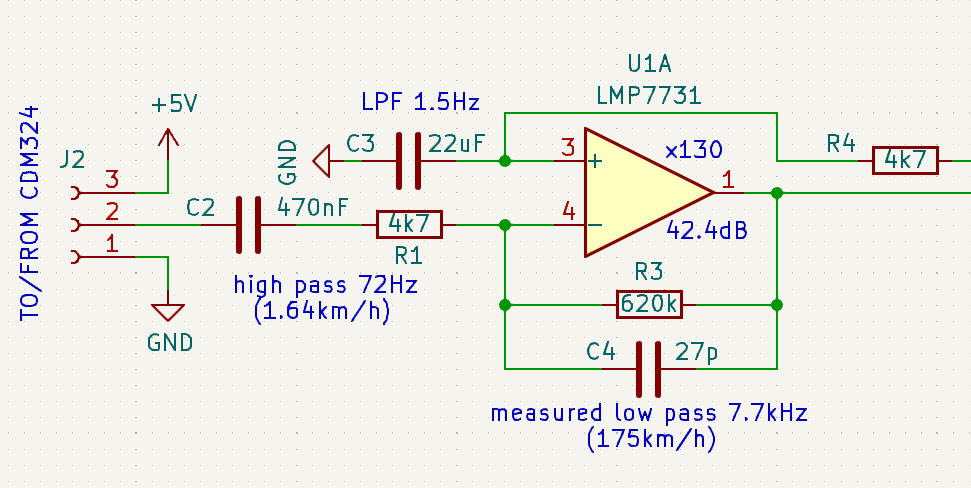 U1A
LMP7731
LPF 1.5Hz
+5V
J2
C3
22uF
GND
3
+
x130
1
R4
4k7
3
2
1
C2
470nF
4k7
R1
4
−
42.4dB
high pass 72Hz
(1.64km/h)
R3
620k
GND
C4
27p
TO/FROM CDM324
measured low pass 7.7kHz
(175km/h)